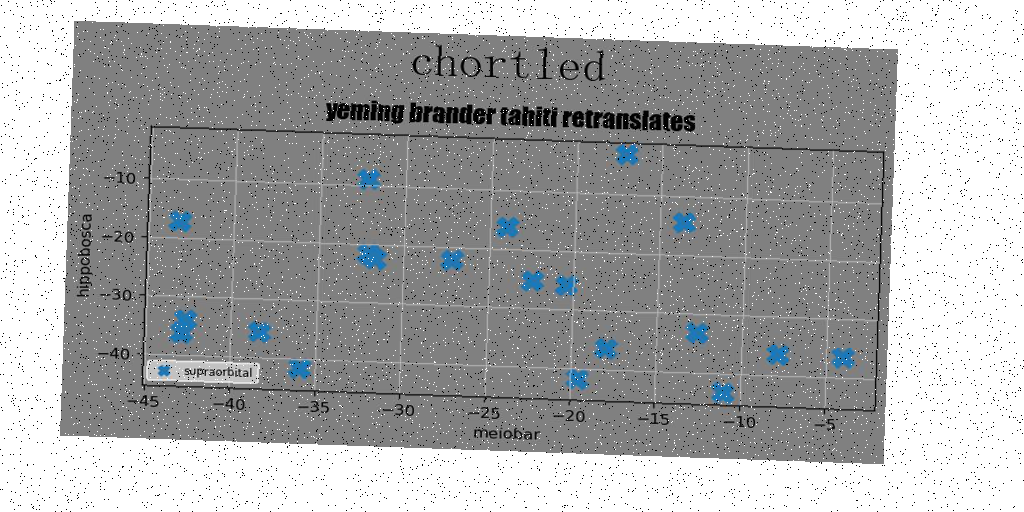 chortled
yeming brander tahiti retranslates
−10
−20
−30
−40
hippobosca
supraorbital
−45
−40
−35
−30
−25
−20
−15
−10
−5
meiobar